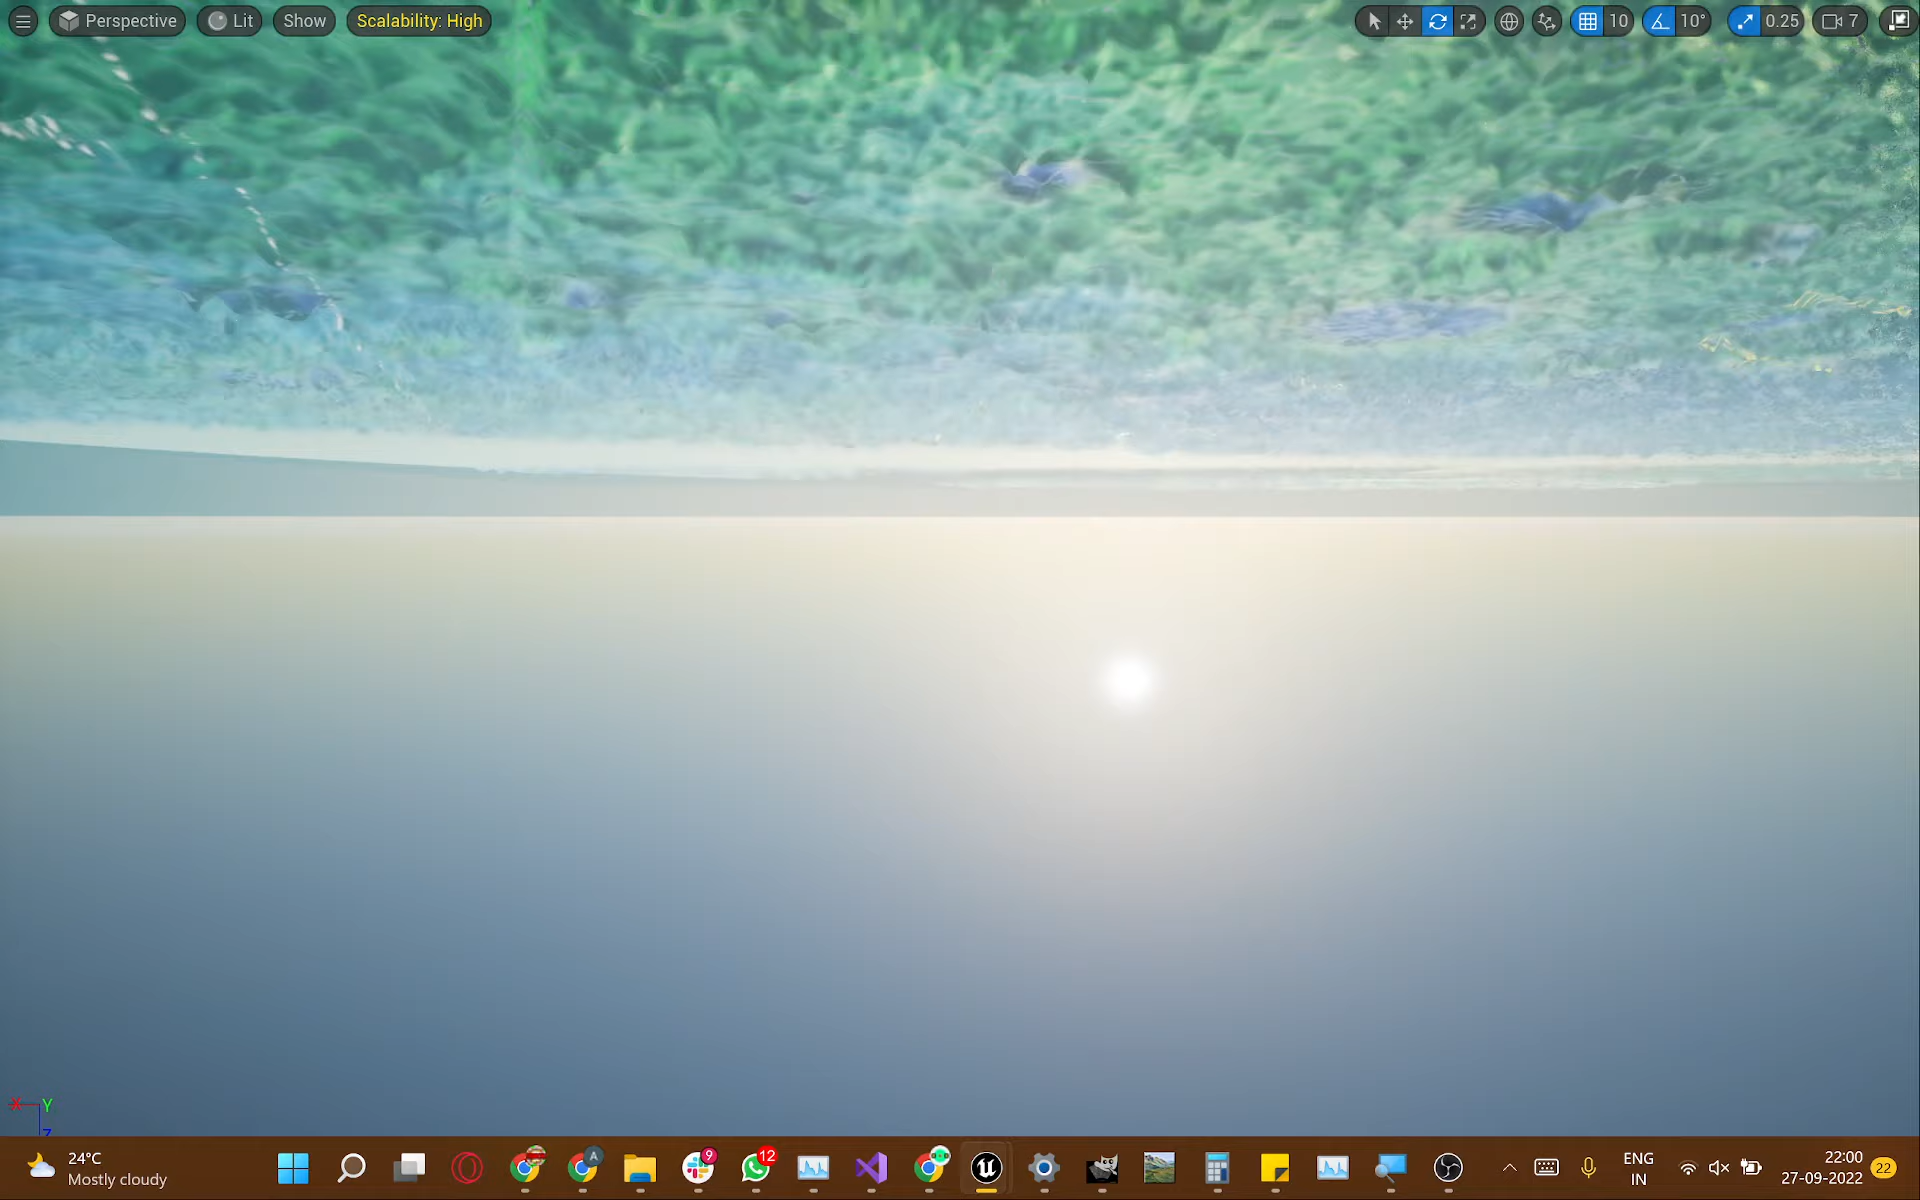 Perspective
Lit
Show
Scalability: High
10
10°
0.25
7
X
Y
Z
24°C
Mostly cloudy
A
9
12
ENG
IN
22:00
27-09-2022
22